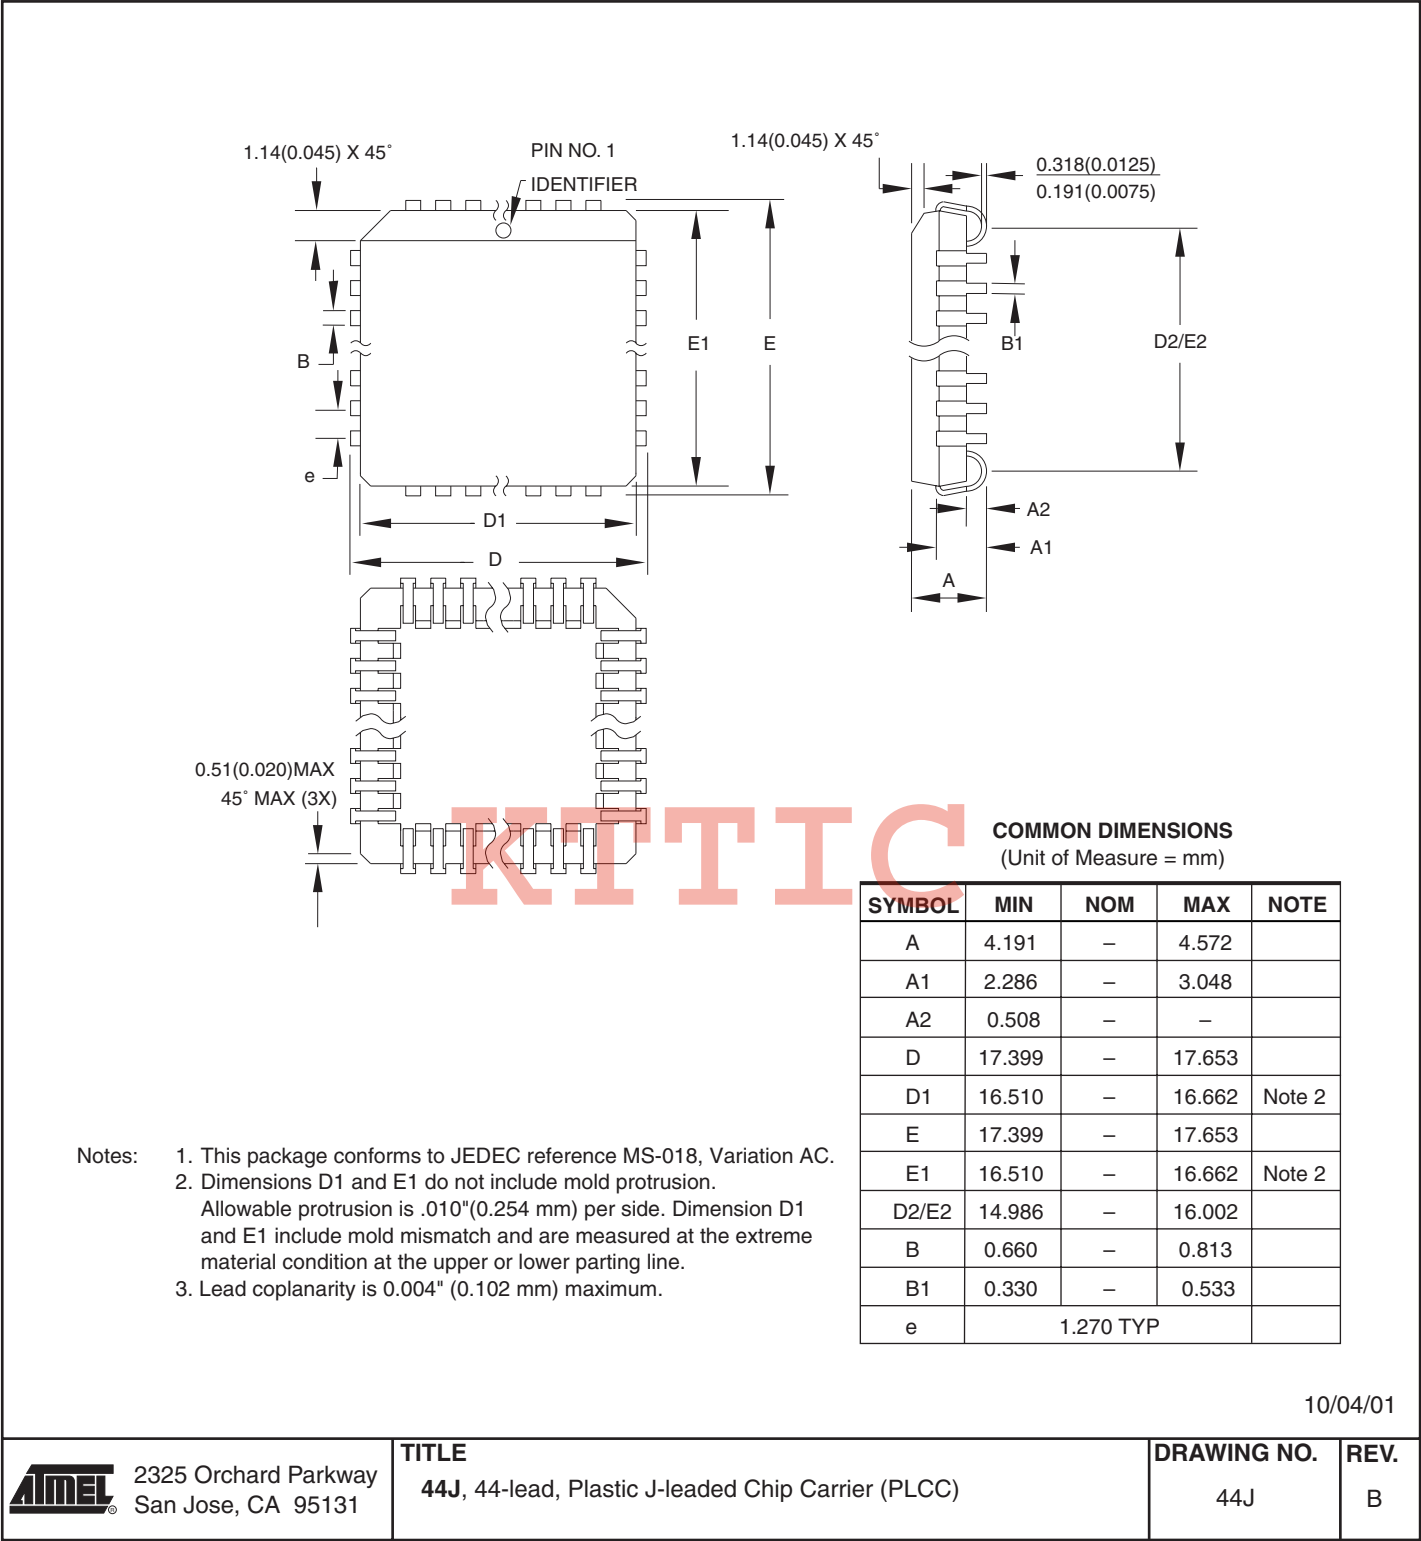 1.14(0.045) X 45˚
PIN NO. 1
IDENTIFIER
1.14(0.045) X 45˚
0.318(0.0125)
0.191(0.0075)
E1
E
B
e
B1
D2/E2
D1
D
A2
A1
A
0.51(0.020)MAX
45˚ MAX (3X)
KTTIC
COMMON DIMENSIONS
(Unit of Measure = mm)
SYMBOL MIN NOM MAX NOTE
A 4.191 – 4.572
A1 2.286 – 3.048
A2 0.508 – –
D 17.399 – 17.653
D1 16.510 – 16.662 Note 2
E 17.399 – 17.653
E1 16.510 – 16.662 Note 2
D2/E2 14.986 – 16.002
B 0.660 – 0.813
B1 0.330 – 0.533
e 1.270 TYP
Notes: 1. This package conforms to JEDEC reference MS-018, Variation AC.
2. Dimensions D1 and E1 do not include mold protrusion.
Allowable protrusion is .010"(0.254 mm) per side. Dimension D1
and E1 include mold mismatch and are measured at the extreme
material condition at the upper or lower parting line.
3. Lead coplanarity is 0.004" (0.102 mm) maximum.
10/04/01
ATMEL ®
2325 Orchard Parkway
San Jose, CA 95131
TITLE
44J, 44-lead, Plastic J-leaded Chip Carrier (PLCC)
DRAWING NO.
44J
REV.
B